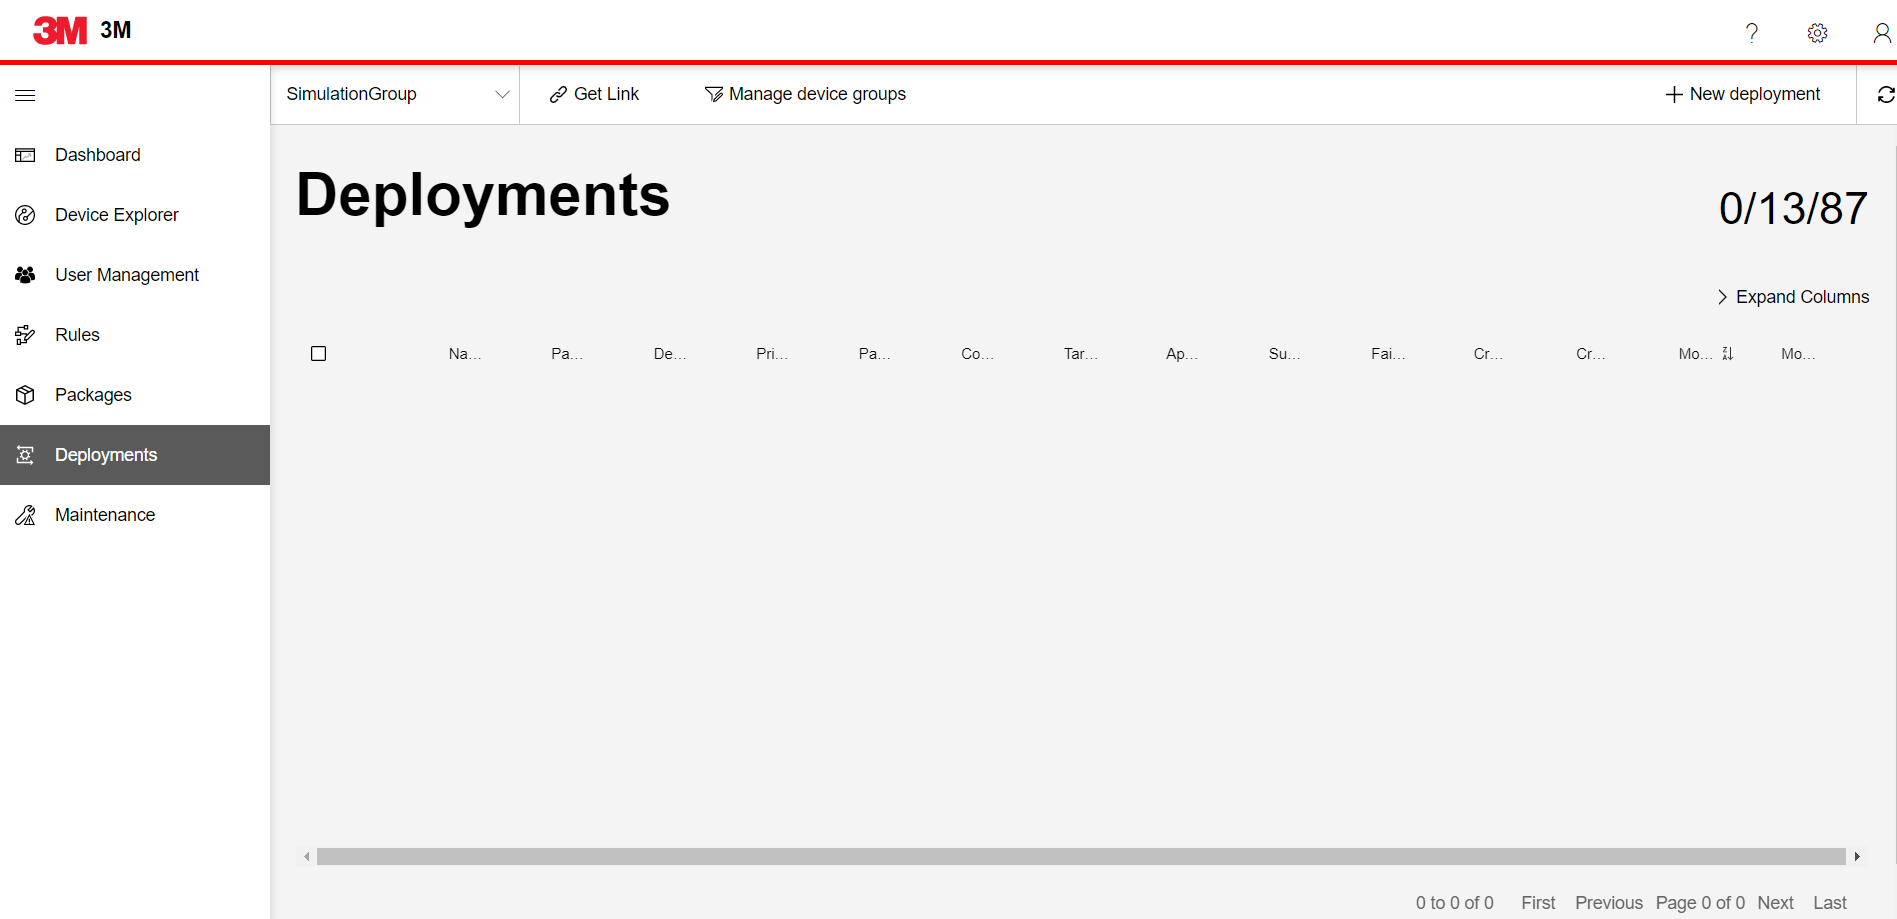 3M 3M
?
SimulationGroup Get Link Manage device groups New deployment
Dashboard
Device Explorer
User Management
Rules
Packages
Deployments
Maintenance
Deployments
0/13/87
Expand Columns
Na... Pa... De... Pri... Pa... Co... Tar... Ap... Su... Fai... Cr... Cr... Mo... Mo...
0 to 0 of 0 First Previous Page 0 of 0 Next Last